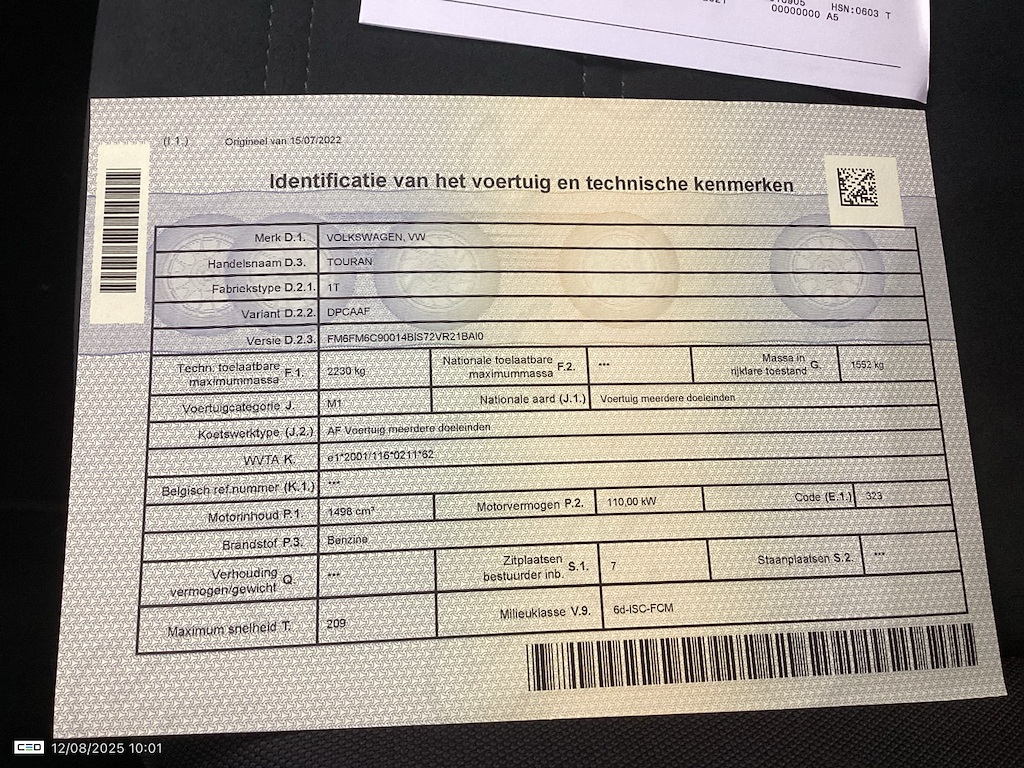 HSN:0603 T
00000000 A5
(I.1.) Origineel van 15/07/2022
Identificatie van het voertuig en technische kenmerken
Merk D.1. VOLKSWAGEN, VW
Handelsnaam D.3. TOURAN
Fabriekstype D.2.1. 1T
Variant D.2.2. DPCAAF
Versie D.2.3. FM6FM6C90014BIS72VR21BAI0
Techn. toelaatbare maximummassa F.1. 2230 kg Nationale toelaatbare maximummassa F.2. --- Massa in rijklare toestand G. 1552 kg
Voertuigcategorie J. M1 Nationale aard (J.1.) Voertuig meerdere doeleinden
Koetswerktype (J.2.) AF Voertuig meerdere doeleinden
WVTA K. e1*2001/116*0211*62
Belgisch ref.nummer (K.1.) ---
Motorinhoud P.1. 1498 cm³ Motorvermogen P.2. 110,00 kW Code (E.1.) 323
Brandstof P.3. Benzine
Verhouding vermogen/gewicht Q. --- Zitplaatsen bestuurder inb. S.1. 7 Staanplaatsen S.2. ---
Maximum snelheid T. 209 Milieuklasse V.9. 6d-ISC-FCM
12/08/2025 10:01